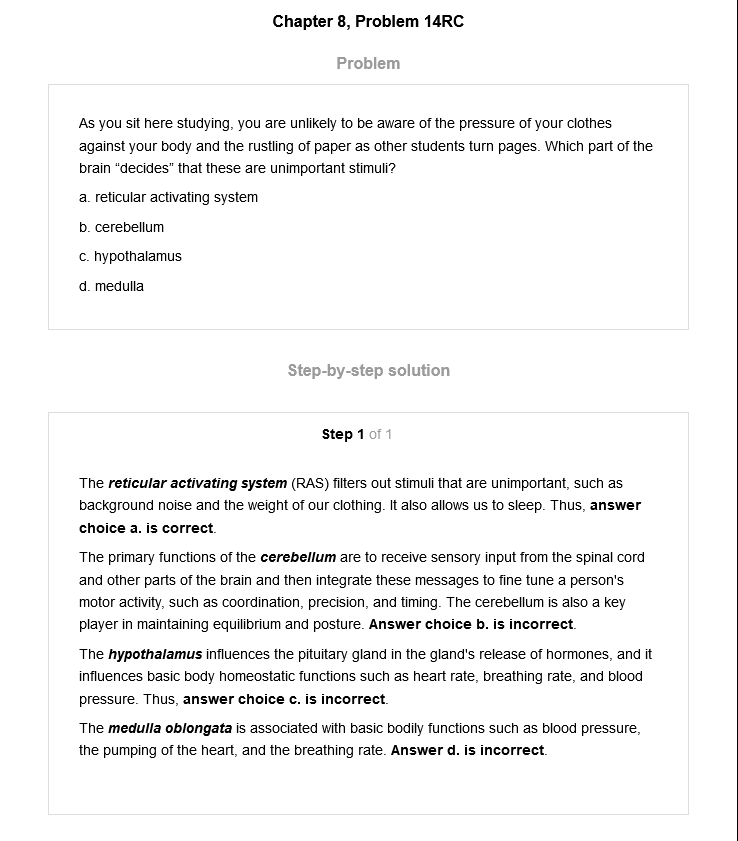 Chapter 8, Problem 14RC
Problem
As you sit here studying, you are unlikely to be aware of the pressure of your clothes
against your body and the rustling of paper as other students turn pages. Which part of the
brain “decides” that these are unimportant stimuli?
a. reticular activating system
b. cerebellum
c. hypothalamus
d. medulla
Step-by-step solution
Step 1 of 1
The reticular activating system (RAS) filters out stimuli that are unimportant, such as
background noise and the weight of our clothing. It also allows us to sleep. Thus, answer
choice a. is correct.
The primary functions of the cerebellum are to receive sensory input from the spinal cord
and other parts of the brain and then integrate these messages to fine tune a person's
motor activity, such as coordination, precision, and timing. The cerebellum is also a key
player in maintaining equilibrium and posture. Answer choice b. is incorrect.
The hypothalamus influences the pituitary gland in the gland's release of hormones, and it
influences basic body homeostatic functions such as heart rate, breathing rate, and blood
pressure. Thus, answer choice c. is incorrect.
The medulla oblongata is associated with basic bodily functions such as blood pressure,
the pumping of the heart, and the breathing rate. Answer d. is incorrect.